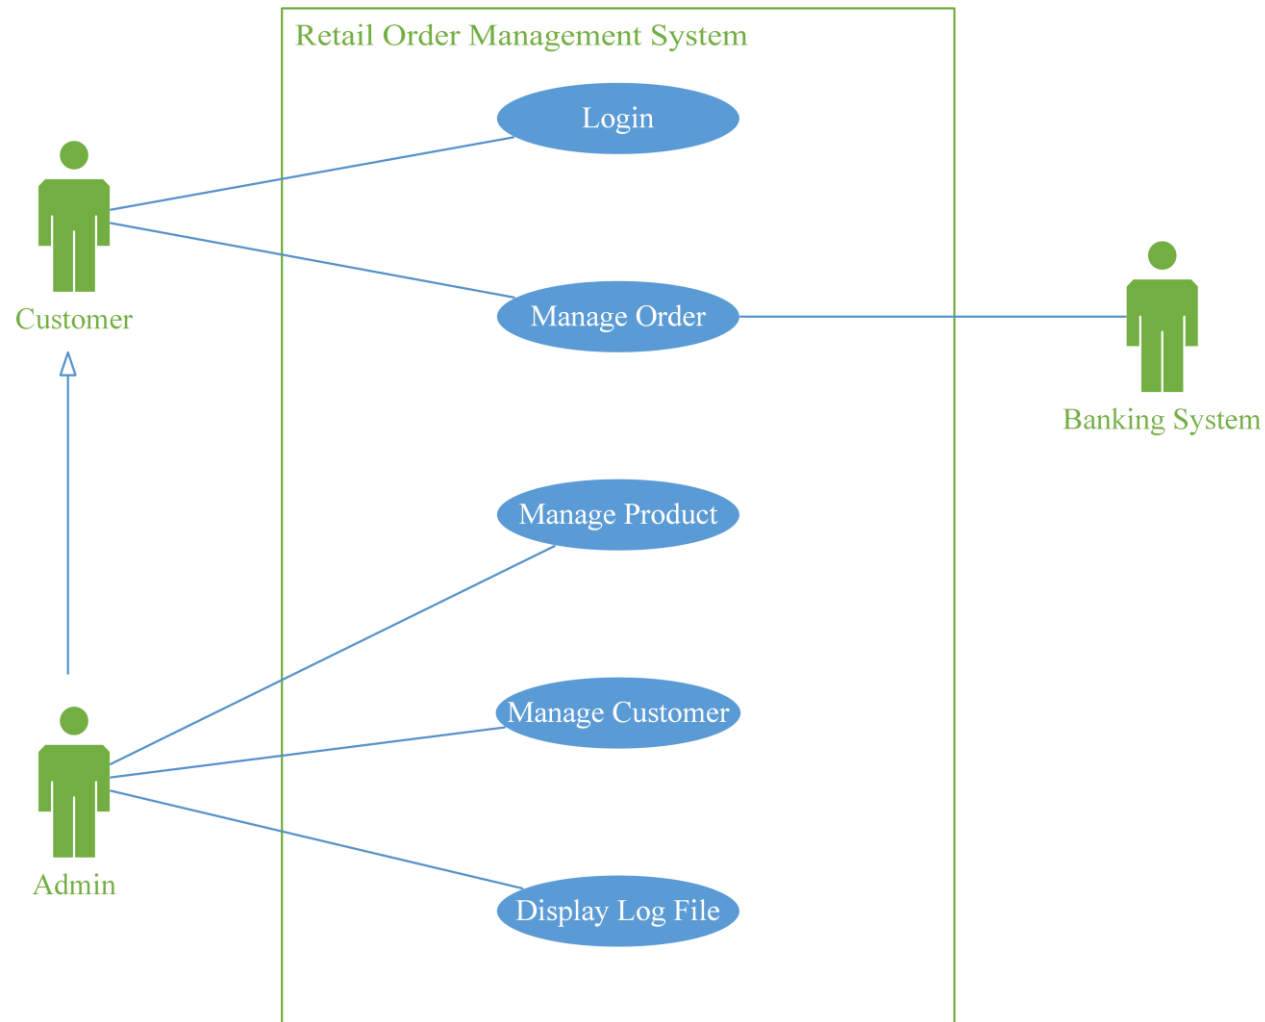 Retail Order Management System
Login
Customer
Manage Order
Banking System
Manage Product
Manage Customer
Admin
Display Log File